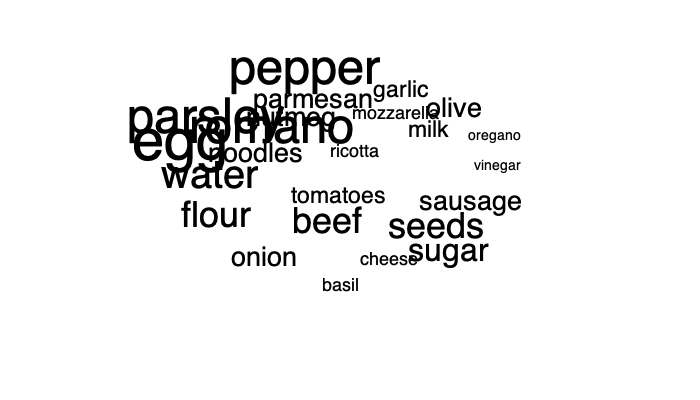 pepper
garlic
parmesan
olive
mozzarella
parsley
nutmeg
romano
milk
oregano
egg
noodles
ricotta
vinegar
water
tomatoes
sausage
flour
beef
seeds
sugar
onion
cheese
basil